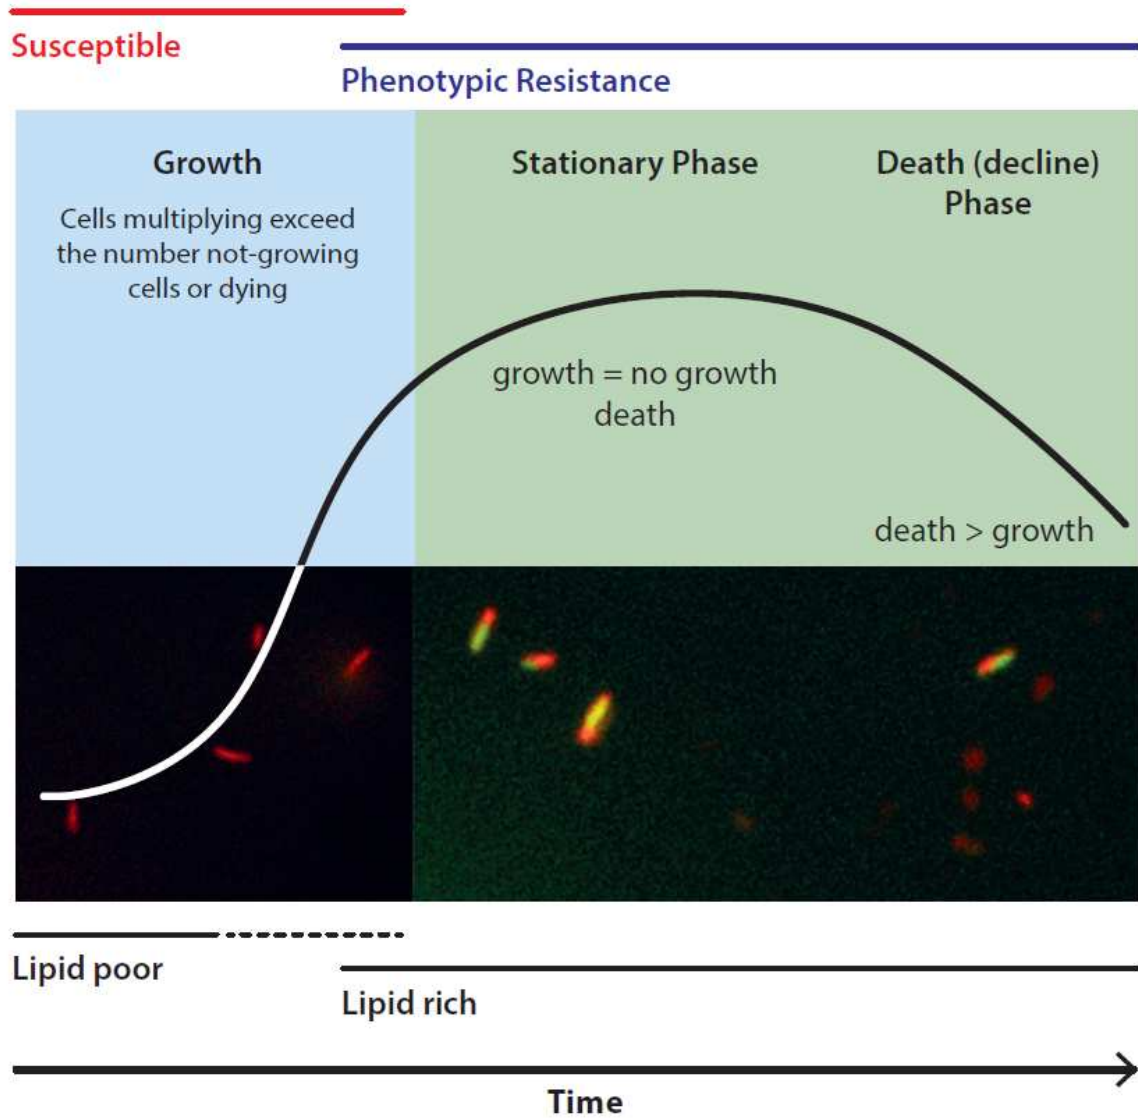 Susceptible
Phenotypic Resistance
Growth
Cells multiplying exceed
the number not-growing
cells or dying
Stationary Phase
Death (decline)
Phase
growth = no growth
death
death > growth
Lipid poor
Lipid rich
Time